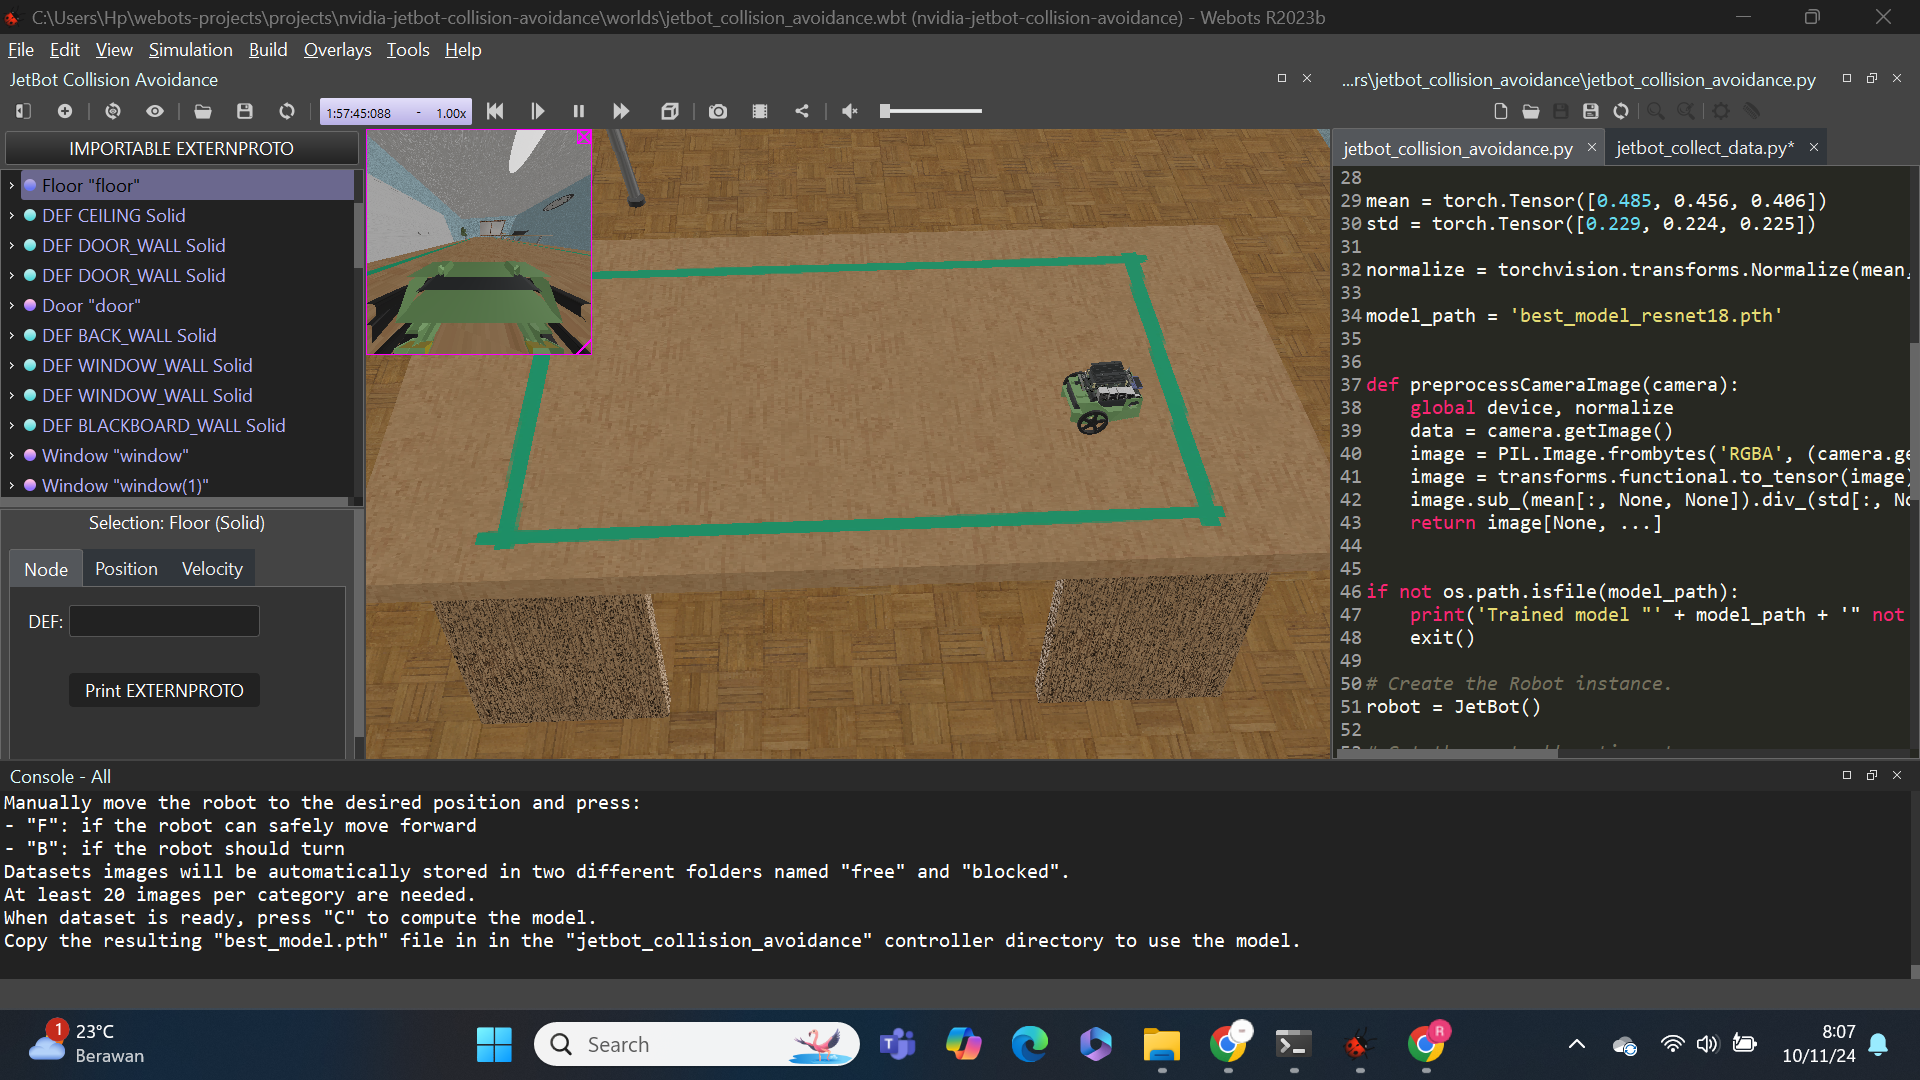 C:\Users\Hp\webots-projects\projects\nvidia-jetbot-collision-avoidance\worlds\jetbot_collision_avoidance.wbt (nvidia-jetbot-collision-avoidance) - Webots R2023b
File Edit View Simulation Build Overlays Tools Help
JetBot Collision Avoidance
1:57:45:088 - 1.00x
IMPORTABLE EXTERNPROTO
Floor "floor"
DEF CEILING Solid
DEF DOOR_WALL Solid
DEF DOOR_WALL Solid
Door "door"
DEF BACK_WALL Solid
DEF WINDOW_WALL Solid
DEF WINDOW_WALL Solid
DEF BLACKBOARD_WALL Solid
Window "window"
Window "window(1)"
Selection: Floor (Solid)
Node Position Velocity
DEF:
Print EXTERNPROTO
...rs\jetbot_collision_avoidance\jetbot_collision_avoidance.py
jetbot_collision_avoidance.py jetbot_collect_data.py*
28
29 mean = torch.Tensor([0.485, 0.456, 0.406])
30 std = torch.Tensor([0.229, 0.224, 0.225])
31
32 normalize = torchvision.transforms.Normalize(mean,
33
34 model_path = 'best_model_resnet18.pth'
35
36
37 def preprocessCameraImage(camera):
38 global device, normalize
39 data = camera.getImage()
40 image = PIL.Image.frombytes('RGBA', (camera.ge
41 image = transforms.functional.to_tensor(image)
42 image.sub_(mean[:, None, None]).div_(std[:, No
43 return image[None, ...]
44
45
46 if not os.path.isfile(model_path):
47 print('Trained model "' + model_path + '" not
48 exit()
49
50 # Create the Robot instance.
51 robot = JetBot()
52
Console - All
Manually move the robot to the desired position and press:
- "F": if the robot can safely move forward
- "B": if the robot should turn
Datasets images will be automatically stored in two different folders named "free" and "blocked".
At least 20 images per category are needed.
When dataset is ready, press "C" to compute the model.
Copy the resulting "best_model.pth" file in in the "jetbot_collision_avoidance" controller directory to use the model.
1
23°C
Berawan
Search
R
8:07
10/11/24